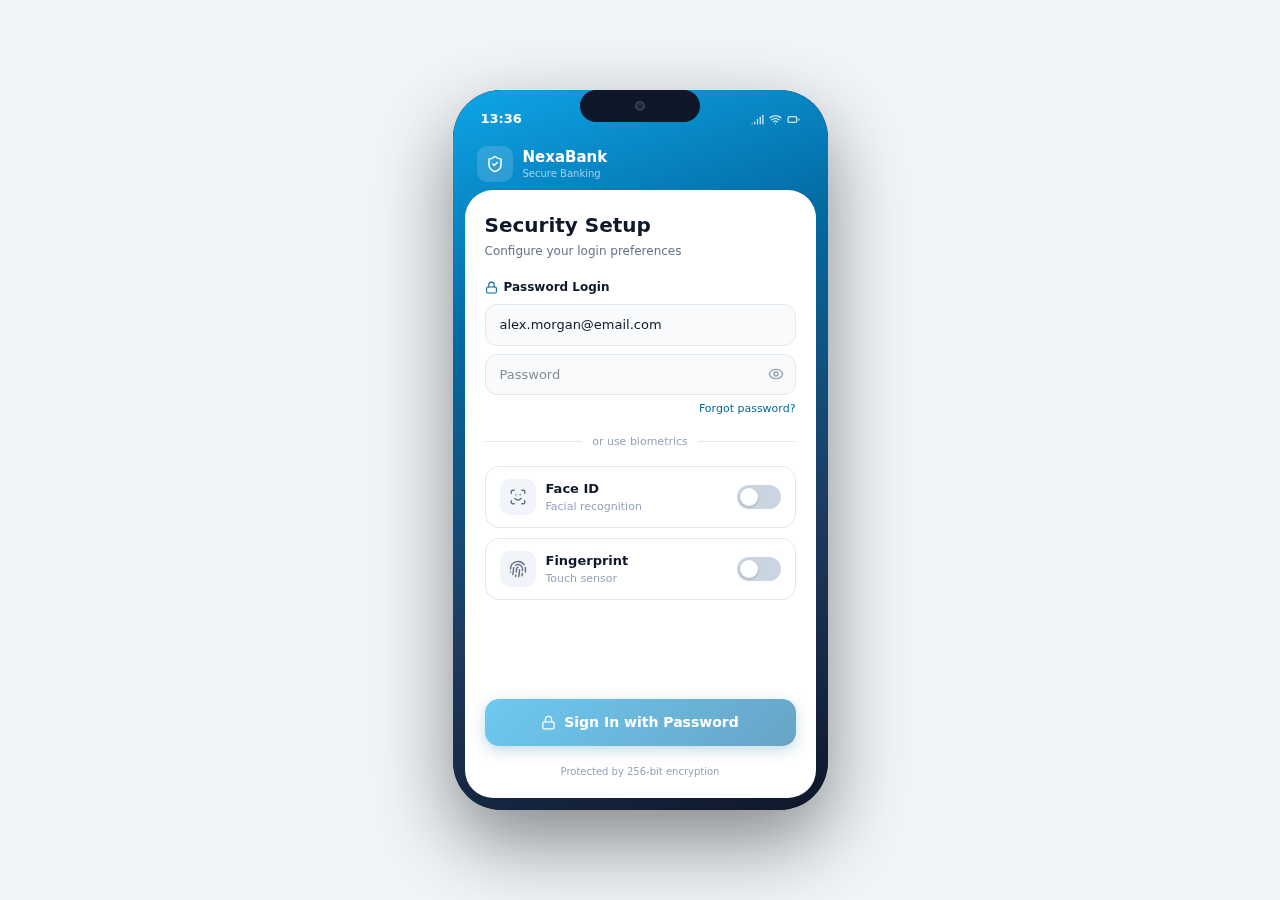 13:36
NexaBank
Secure Banking
Security Setup
Configure your login preferences
Password Login
alex.morgan@email.com
Password
Forgot password?
or use biometrics
Face ID
Facial recognition
Fingerprint
Touch sensor
Sign In with Password
Protected by 256-bit encryption